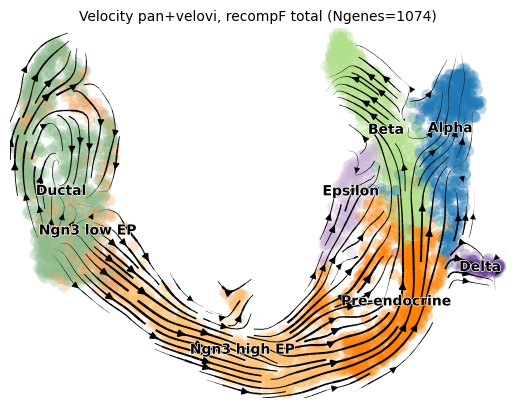 Velocity pan+velovi, recompF total (Ngenes=1074)
Beta
Alpha
Ductal
Epsilon
Ngn3 low EP
Delta
Pre-endocrine
Ngn3 high EP